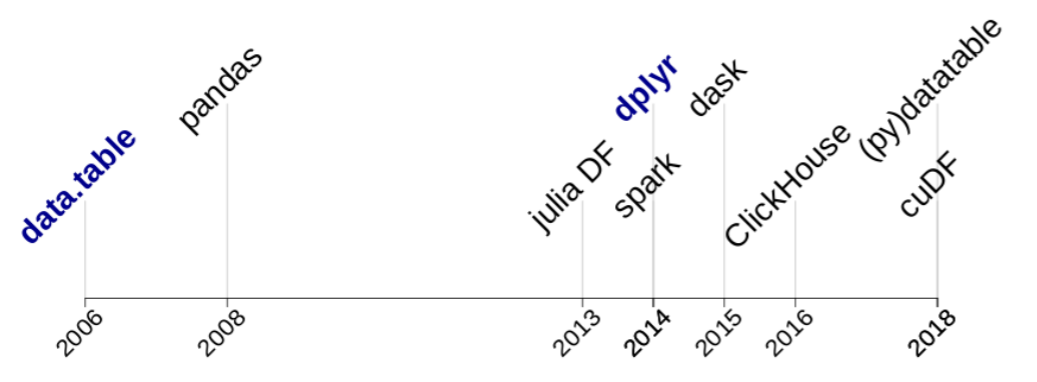 data.table
pandas
julia DF
dplyr
spark
dask
ClickHouse
(py)datatable
cuDF
2006
2008
2013
2014
2015
2016
2018